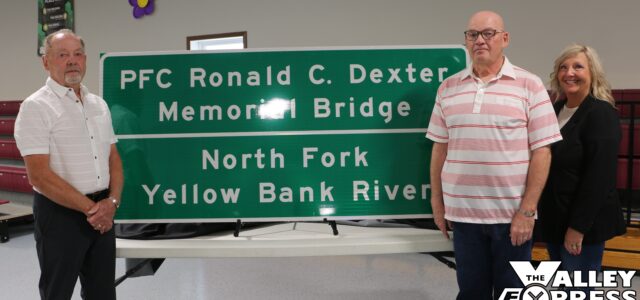 PFC Ronald C. Dexter
Memorial Bridge
North Fork
Yellow Bank River
THE
VALLEY
EXPRESS